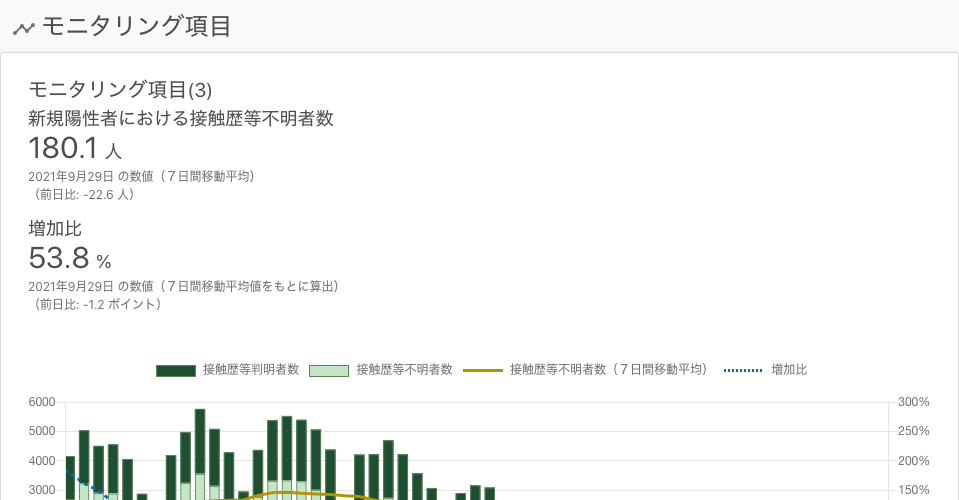 モニタリング項目
モニタリング項目(3)
新規陽性者における接触歴等不明者数
180.1 人
2021年9月29日 の数値（７日間移動平均）
（前日比: -22.6 人）
増加比
53.8 %
2021年9月29日 の数値（７日間移動平均値をもとに算出）
（前日比: -1.2 ポイント）
接触歴等判明者数 接触歴等不明者数 接触歴等不明者数（７日間移動平均） 増加比
6000 300%
5000 250%
4000 200%
3000 150%